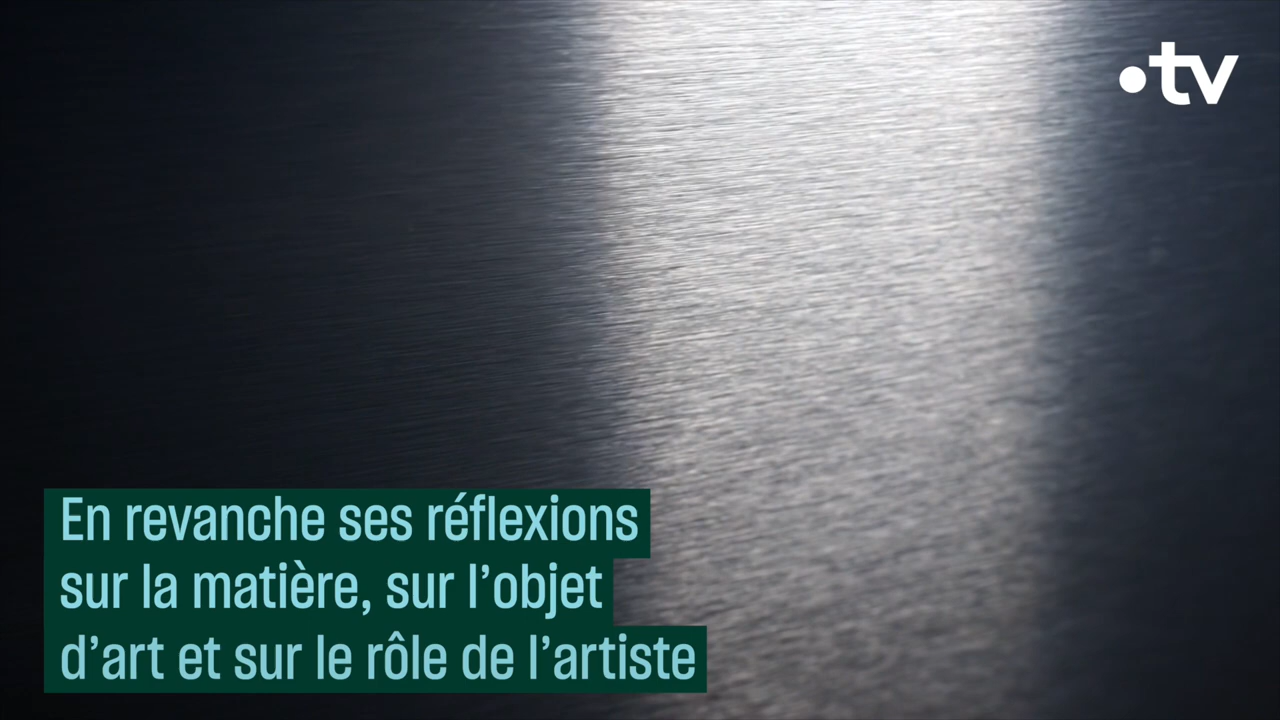 .tv
En revanche ses réflexions
sur la matière, sur l’objet
d’art et sur le rôle de l’artiste